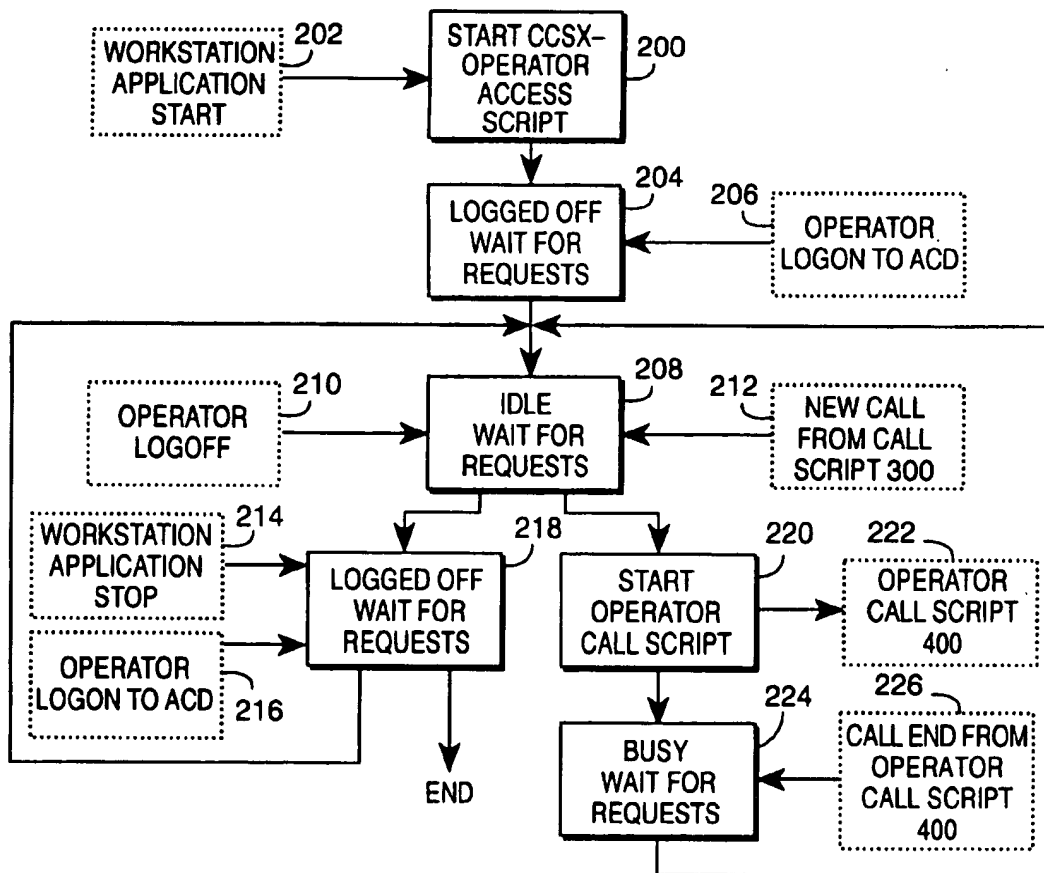 WORKSTATION
APPLICATION
START
202
START CCSX–
OPERATOR
ACCESS
SCRIPT
200
LOGGED OFF
WAIT FOR
REQUESTS
204
206
OPERATOR
LOGON TO ACD
210
OPERATOR
LOGOFF
IDLE
WAIT FOR
REQUESTS
208
212
NEW CALL
FROM CALL
SCRIPT 300
214
WORKSTATION
APPLICATION
STOP
OPERATOR
LOGON TO ACD
216
LOGGED OFF
WAIT FOR
REQUESTS
218
END
START
OPERATOR
CALL SCRIPT
220
222
OPERATOR
CALL SCRIPT
400
BUSY
WAIT FOR
REQUESTS
224
226
CALL END FROM
OPERATOR
CALL SCRIPT
400